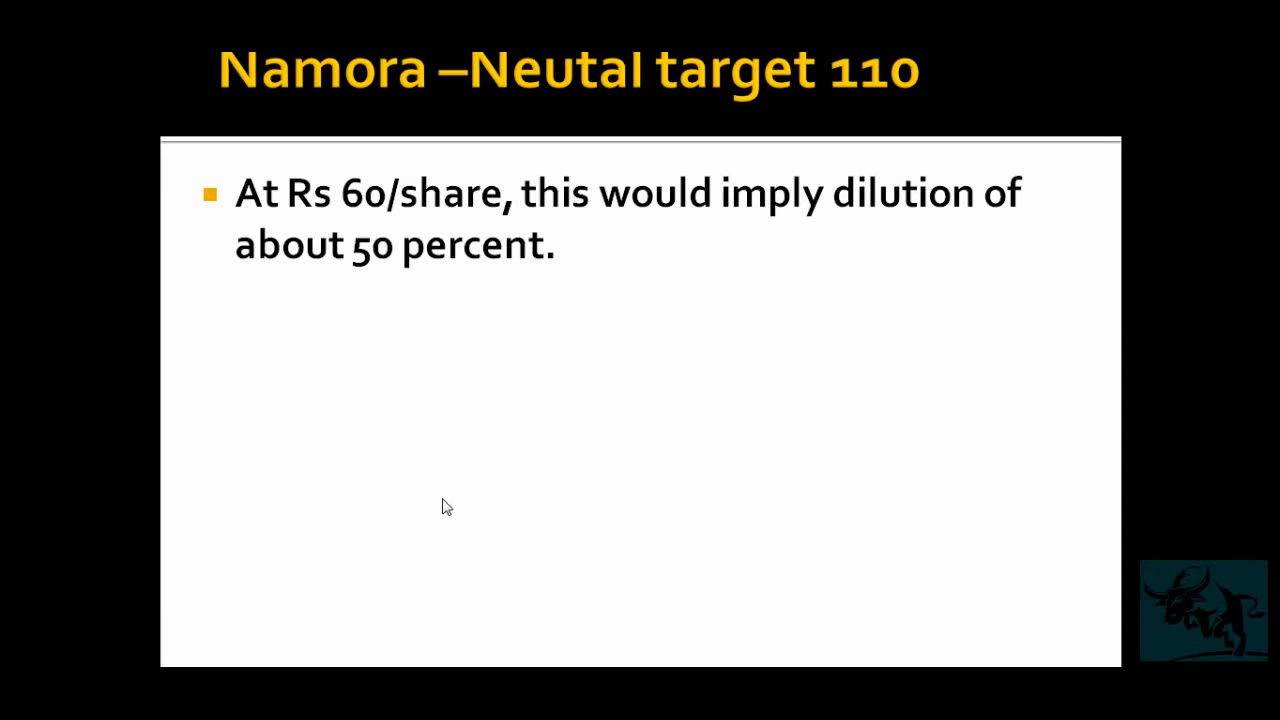 Namora –Neutal target 110
At Rs 60/share, this would imply dilution of
about 50 percent.